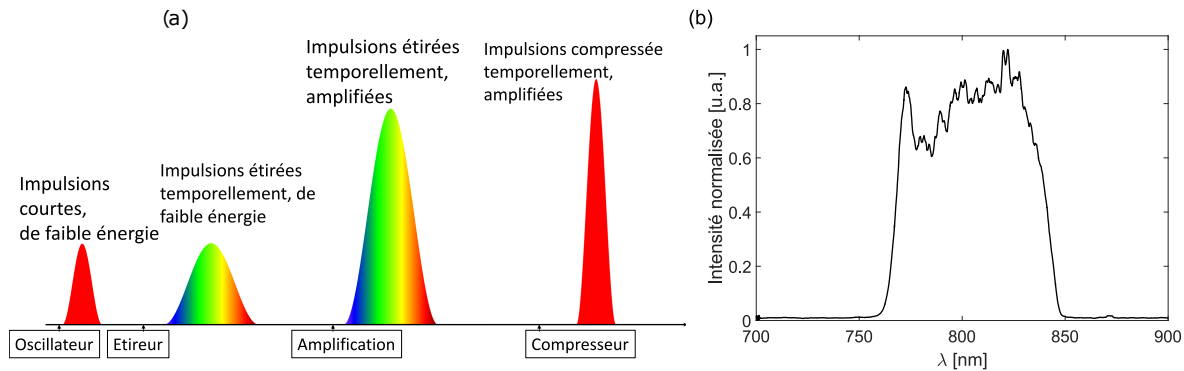 (a)
Impulsions
courtes,
de faible énergie
Impulsions étirées
temporellement, de
faible énergie
Impulsions étirées
temporellement,
amplifiées
Impulsions compressée
temporellement,
amplifiées
Oscillateur
Etireur
Amplification
Compresseur
(b)
Intensité normalisée [u.a.]
1
0.8
0.6
0.4
0.2
0
700
750
800
850
900
λ [nm]